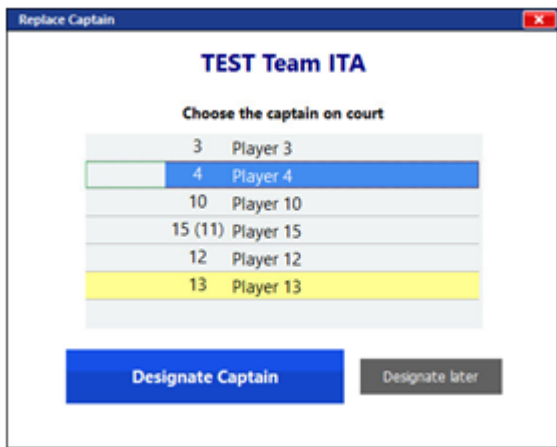 Replace Captain
TEST Team ITA
Choose the captain on court
3 Player 3
4 Player 4
10 Player 10
15 (11) Player 15
12 Player 12
13 Player 13
Designate Captain Designate later